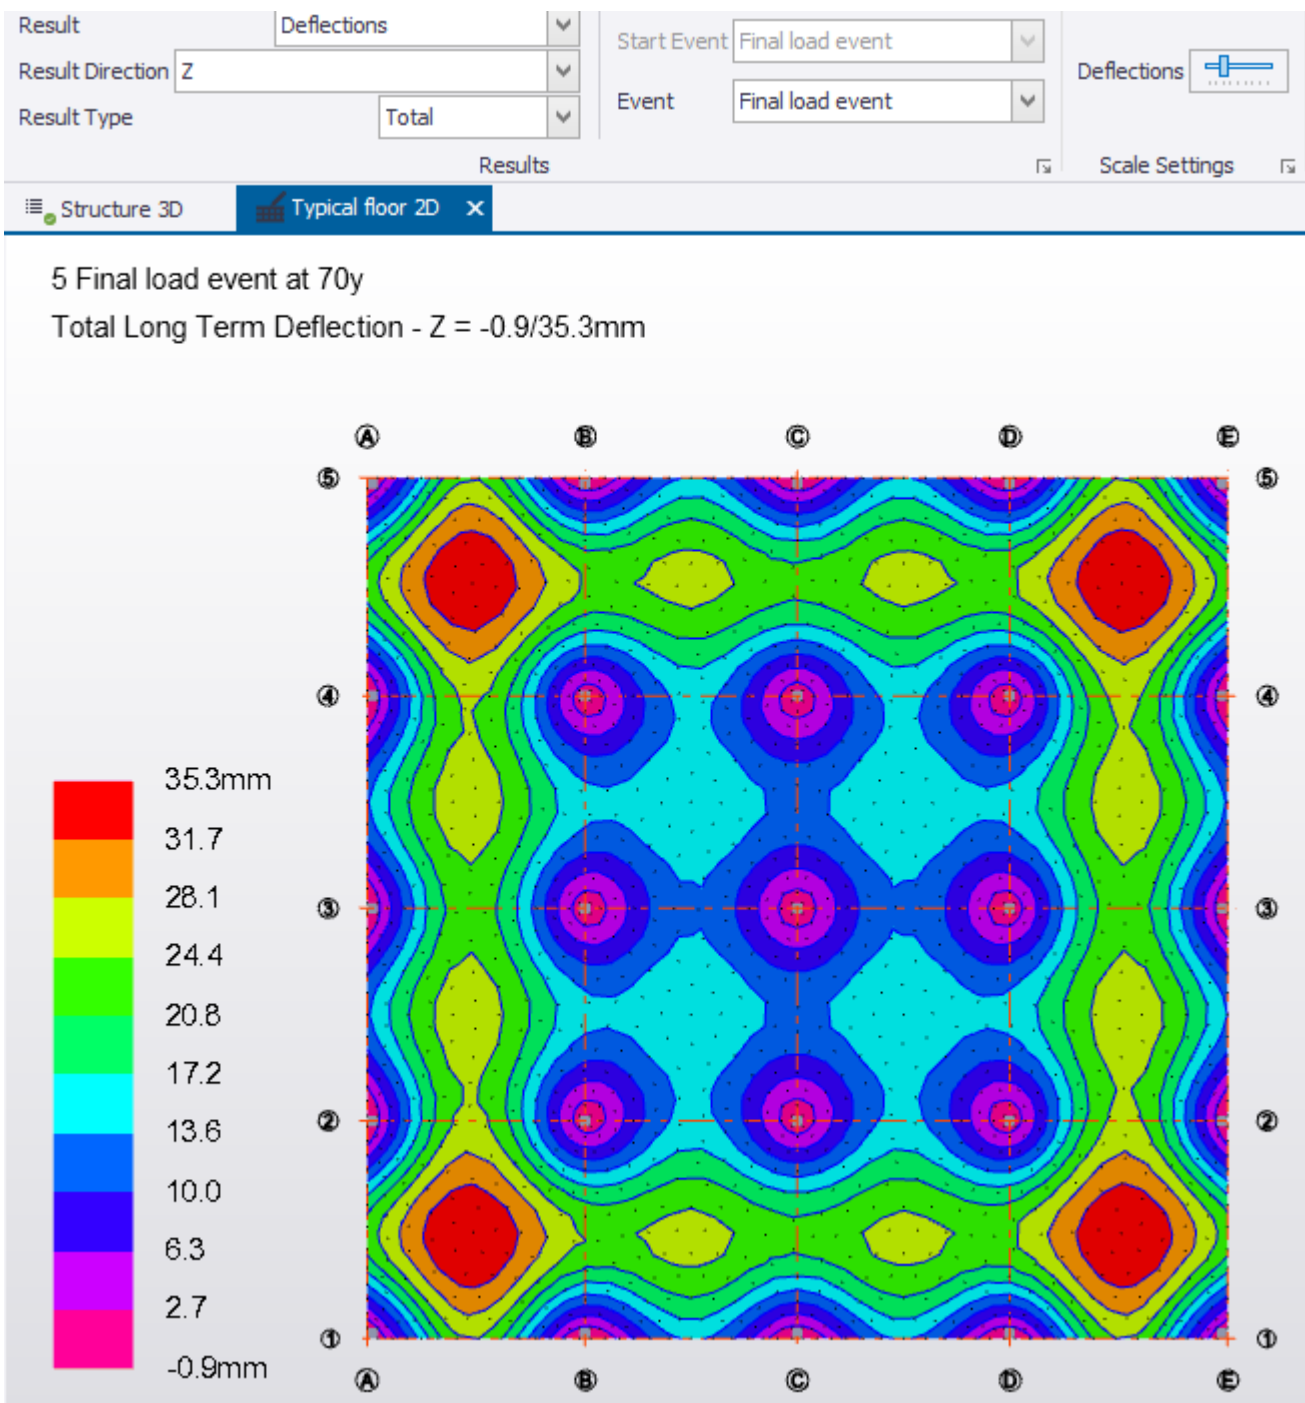 Result Deflections
Result Direction Z
Result Type Total
Start Event Final load event
Event Final load event
Deflections
Results
Scale Settings
Structure 3D
Typical floor 2D
5 Final load event at 70y
Total Long Term Deflection - Z = -0.9/35.3mm
A B C D E
5 5
4 4
3 3
2 2
1 1
A B C D E
35.3mm
31.7
28.1
24.4
20.8
17.2
13.6
10.0
6.3
2.7
-0.9mm